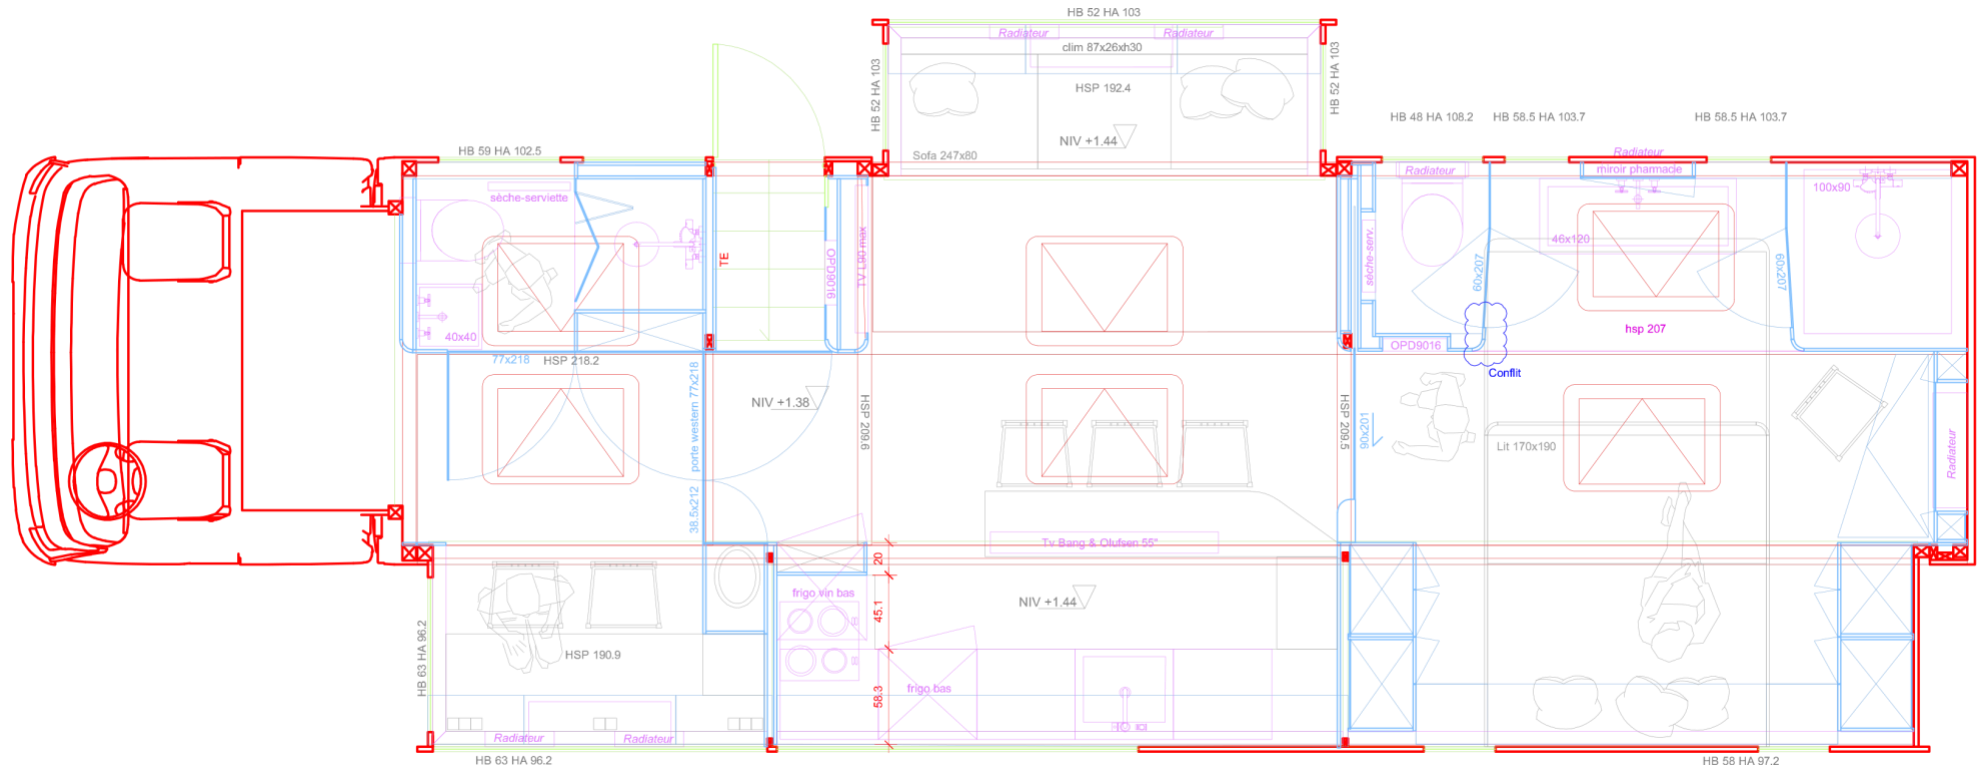 HB 52 HA 103
Radiateur
Radiateur
clim 87x26xh30
HB 52 HA 103
HB 52 HA 103
HSP 192.4
NIV +1.44
Sofa 247x80
HB 48 HA 108.2
HB 58.5 HA 103.7
HB 58.5 HA 103.7
HB 59 HA 102.5
Radiateur
Radiateur
miroir pharmacie
100x90
sèche-serviette
TE
OPD9016
TV L90 max
sèche-serv.
46x120
60x207
60x207
hsp 207
40x40
OPD9016
Conflit
77x218
HSP 218.2
porte western 77x218
NIV +1.38
HSP 209.6
HSP 209.5
90x201
Lit 170x190
Radiateur
38.5x212
Tv Bang & Olufsen 55"
20
frigo vin bas
45.1
NIV +1.44
HSP 190.9
HB 63 HA 96.2
frigo bas
58.3
Radiateur
Radiateur
HB 63 HA 96.2
HB 58 HA 97.2